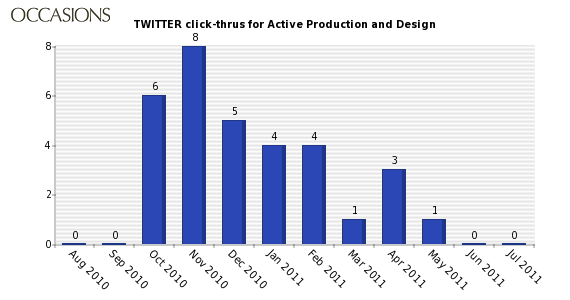 OCCASIONS
TWITTER click-thrus for Active Production and Design
8
6
4
2
0
0
0
6
8
5
4
4
1
3
1
0
0
Aug 2010
Sep 2010
Oct 2010
Nov 2010
Dec 2010
Jan 2011
Feb 2011
Mar 2011
Apr 2011
May 2011
Jun 2011
Jul 2011